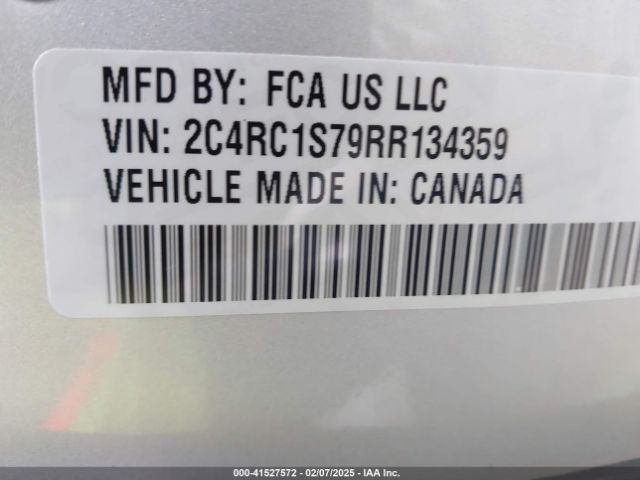 MFD BY: FCA US LLC
VIN: 2C4RC1S79RR134359
VEHICLE MADE IN: CANADA
000-41527572 — 02/07/2025 — IAA Inc.